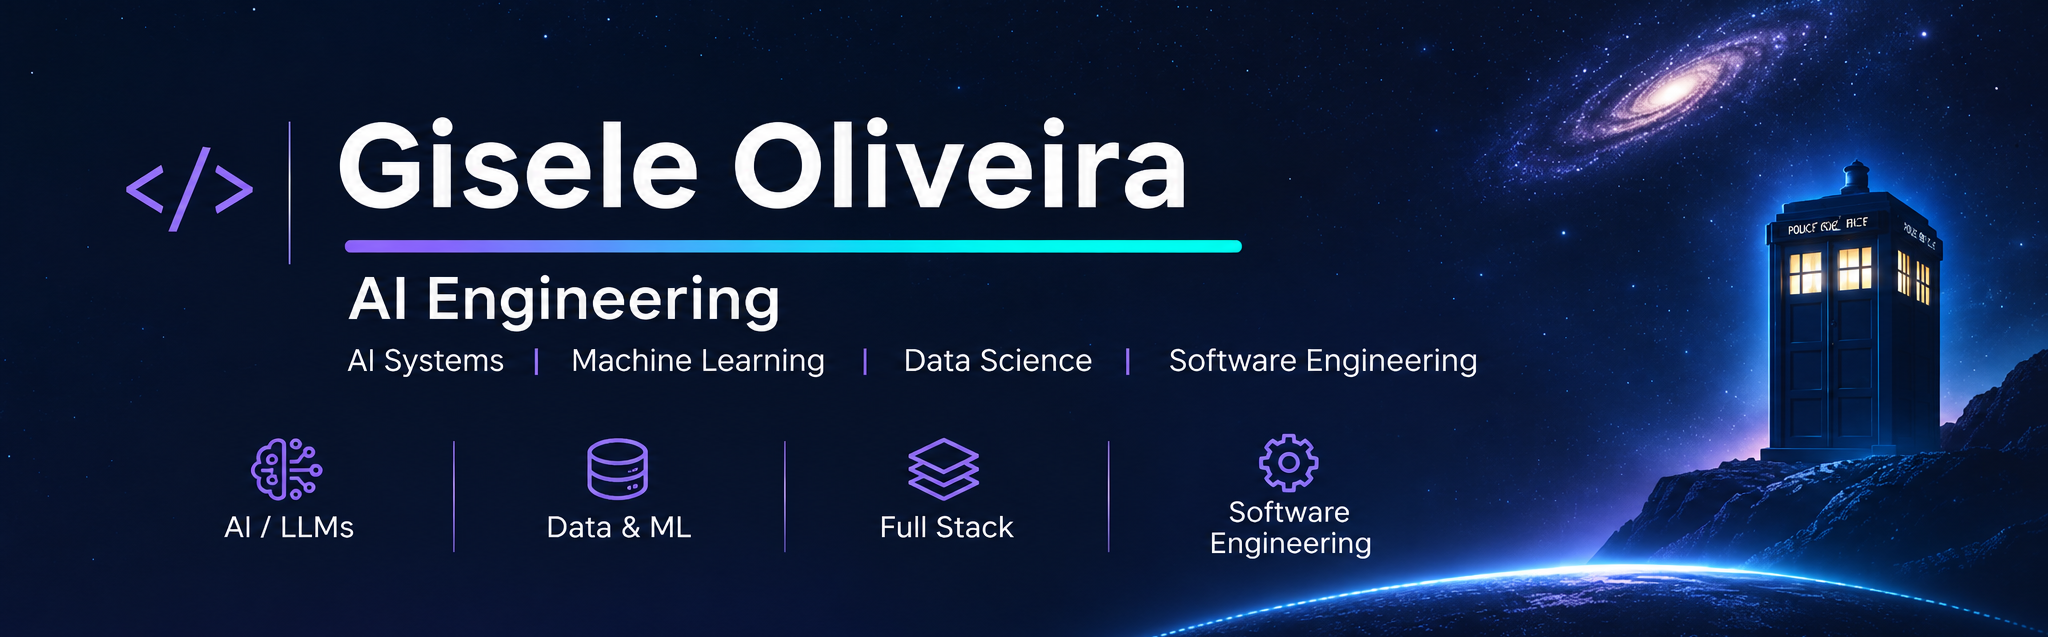 </>
Gisele Oliveira
AI Engineering
AI Systems | Machine Learning | Data Science | Software Engineering
AI / LLMs
Data & ML
Full Stack
Software
Engineering